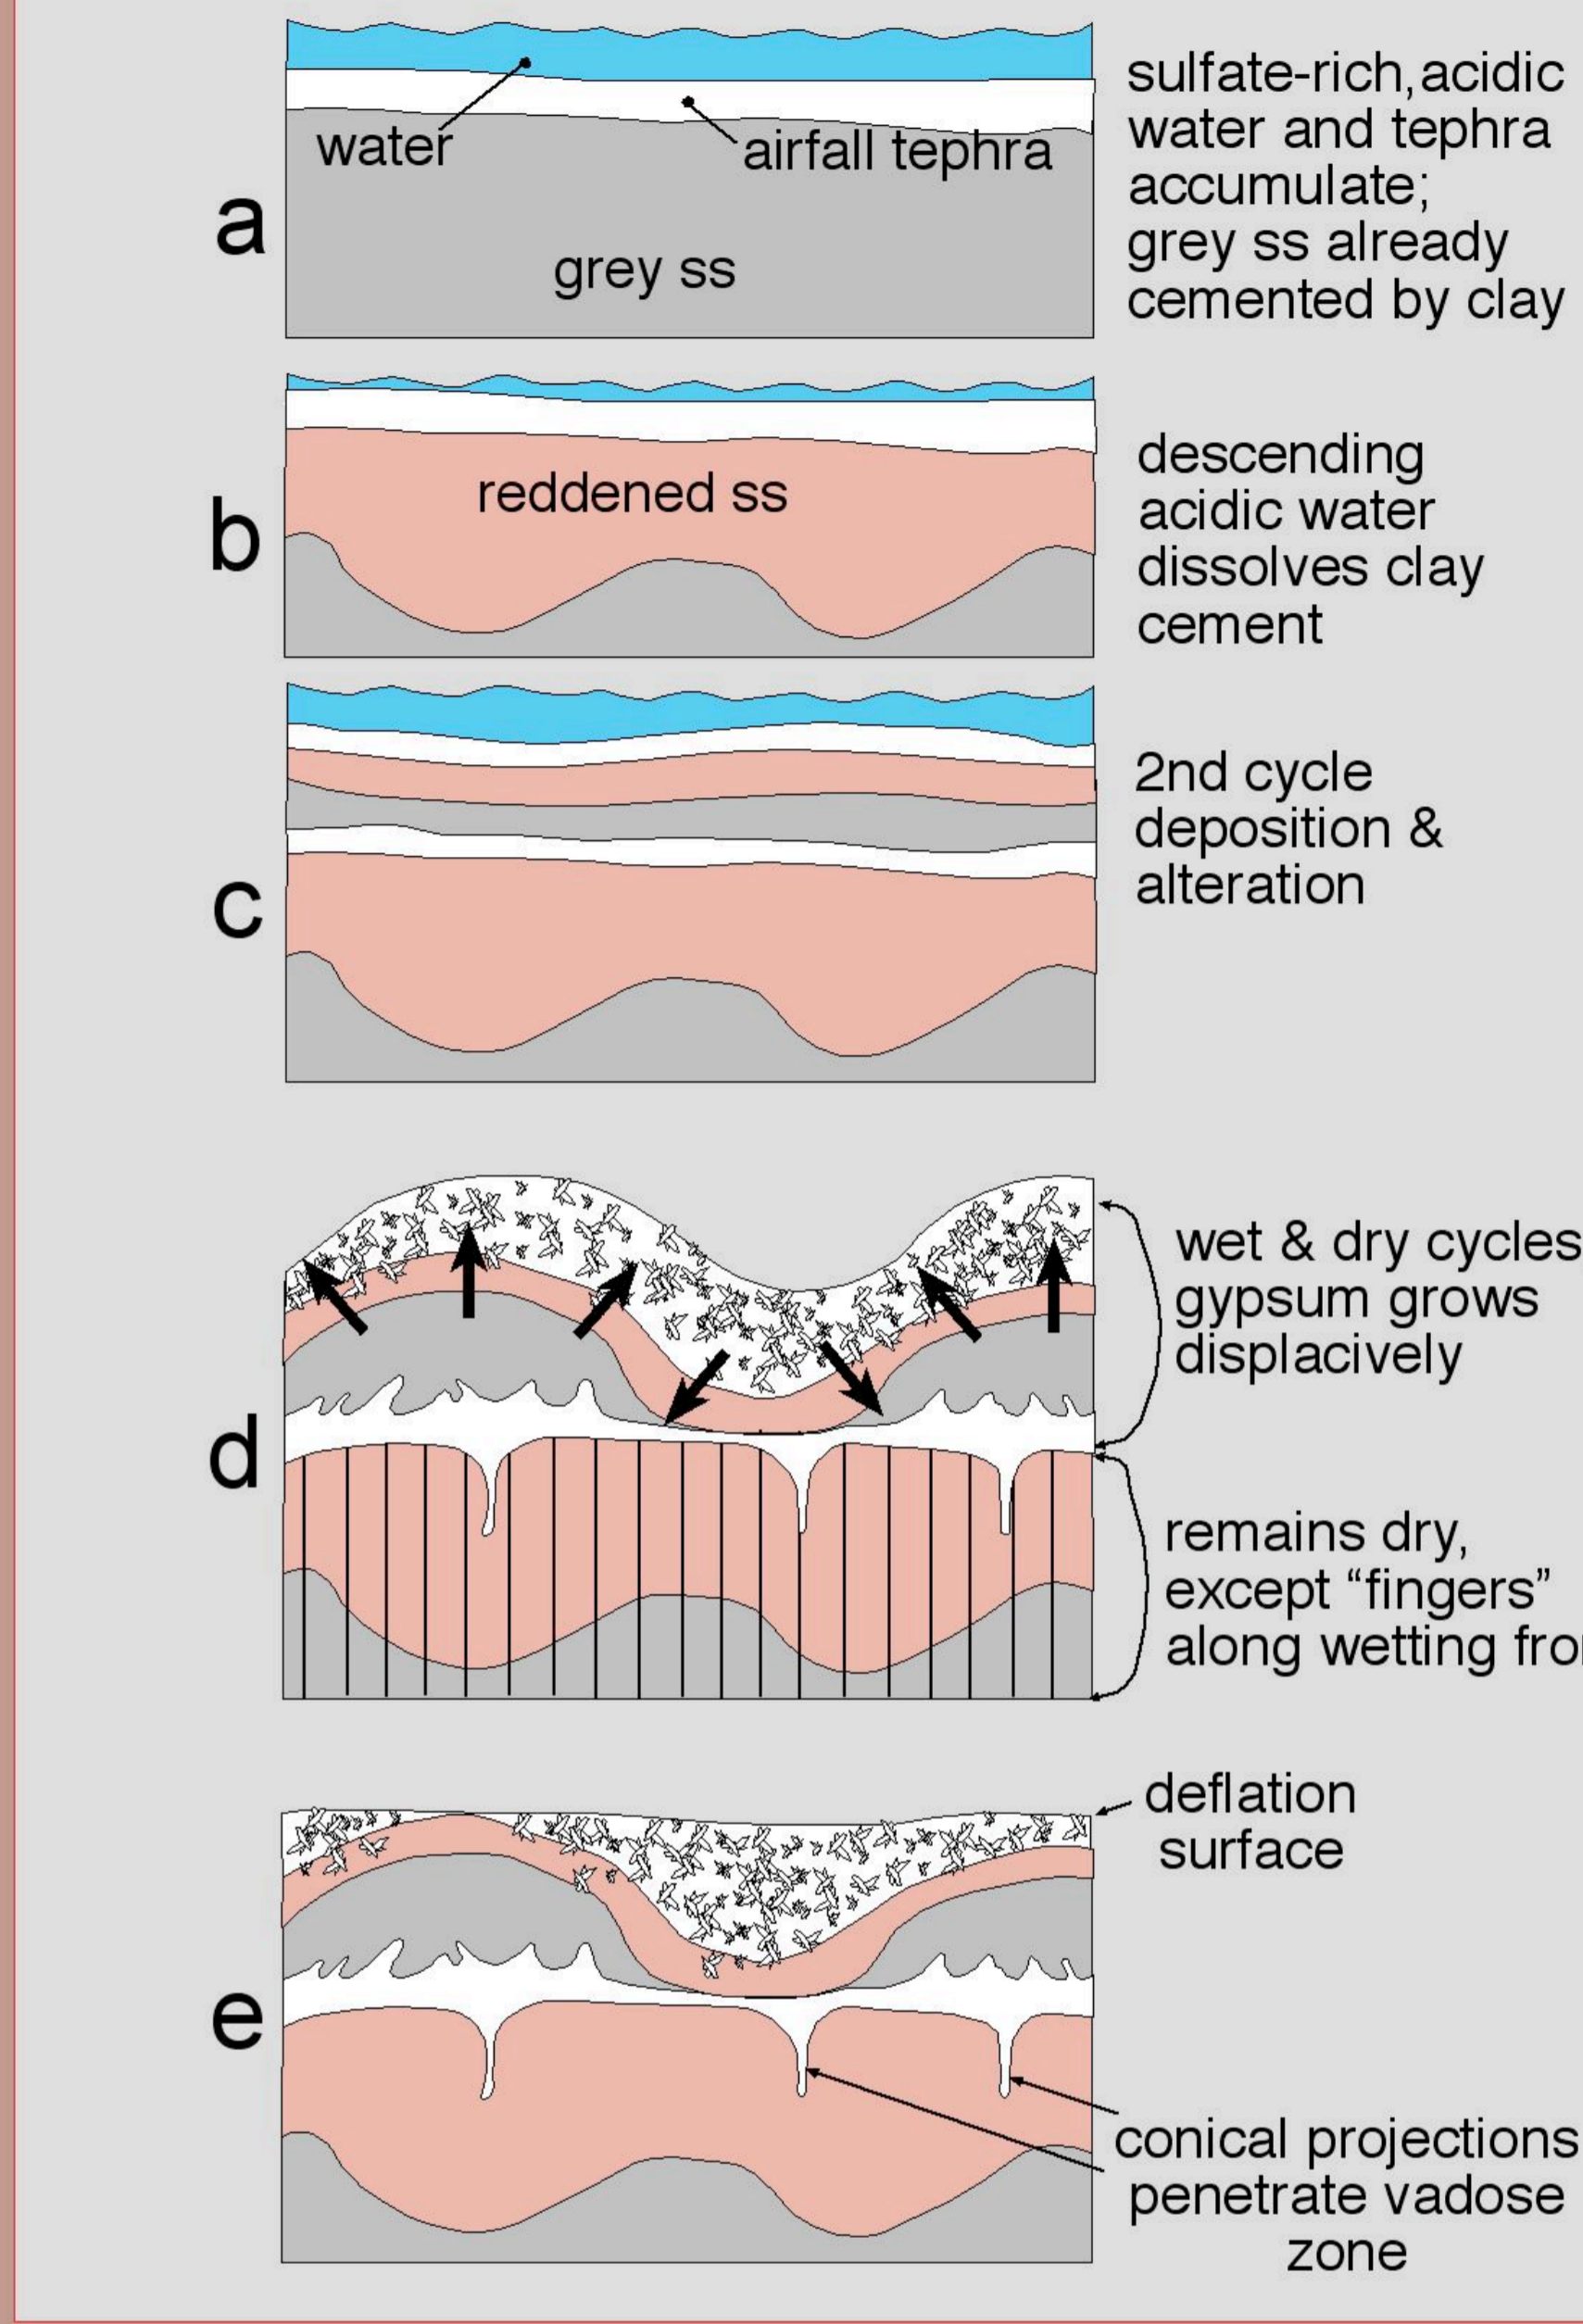 a
water
airfall tephra
grey ss
sulfate-rich, acidic
water and tephra
accumulate;
grey ss already
cemented by clay
b
reddened ss
descending
acidic water
dissolves clay
cement
c
2nd cycle
deposition &
alteration
d
wet & dry cycles
gypsum grows
displacively
remains dry,
except “fingers”
along wetting
e
deflation
surface
conical projections
penetrate vadose
zone